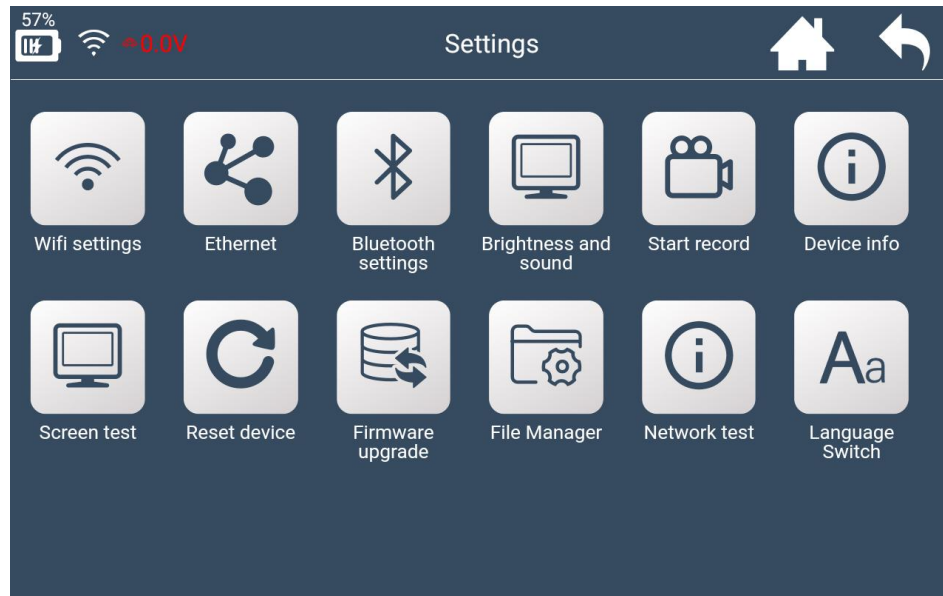 57%
0.0V
Settings
Wifi settings
Ethernet
Bluetooth
settings
Brightness and
sound
Start record
Device info
Screen test
Reset device
Firmware
upgrade
File Manager
Network test
Aa
Language
Switch